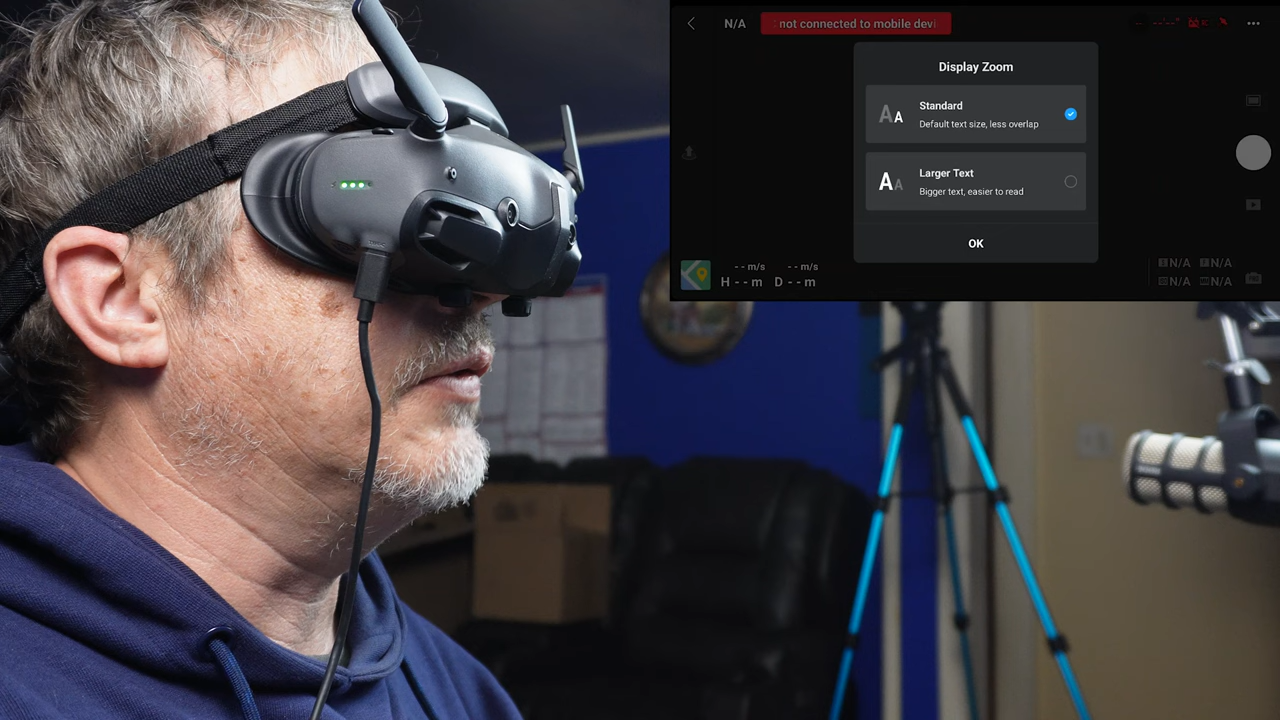 N/A
: not connected to mobile devi
Display Zoom
Standard
Default text size, less overlap
Larger Text
Bigger text, easier to read
OK
-- m/s -- m/s
H -- m D -- m
N/A N/A
N/A N/A